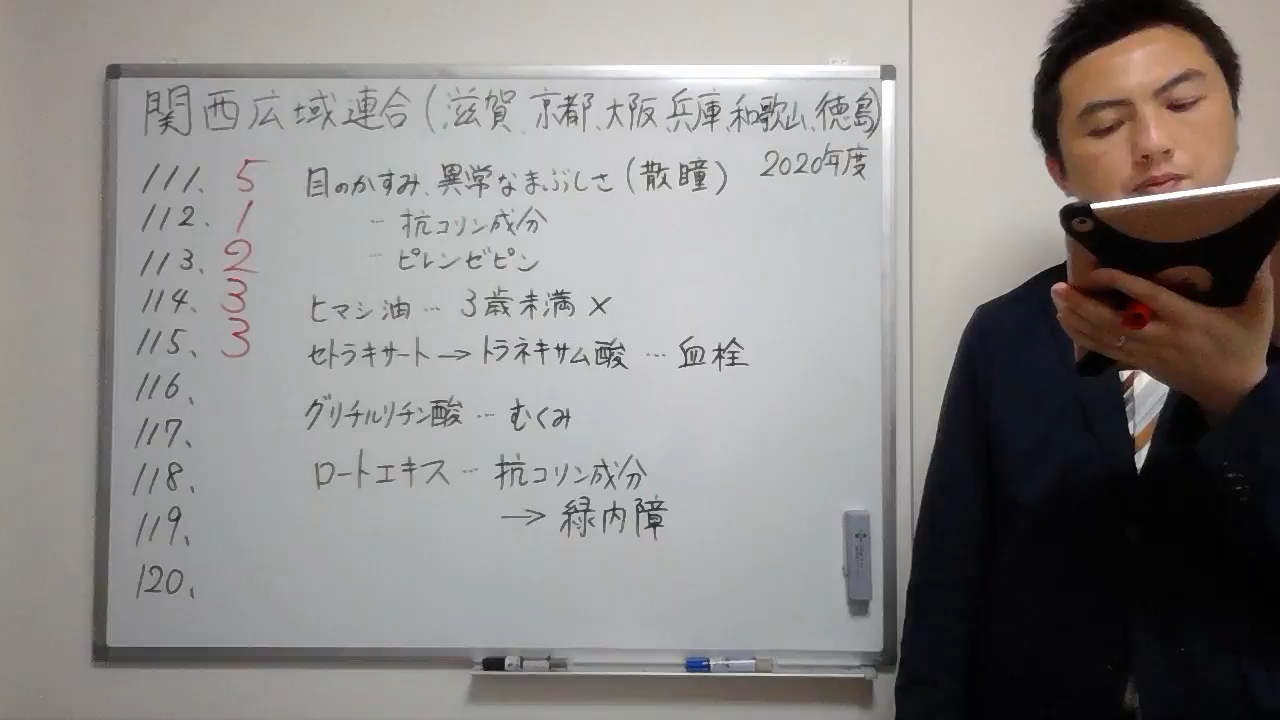 関西広域連合(滋賀、京都、大阪、兵庫、和歌山、徳島)
2020年度
111. 5 目のかすみ、異常なまぶしさ(散瞳)
112. 1 … 抗コリン成分
113. 2 … ピレンゼピン
114. 3 ヒマシ油 … 3歳未満 ×
115. 3 セトラキサート → トラネキサム酸 … 血栓
116.
117. グリチルリチン酸 … むくみ
118. ロートエキス … 抗コリン成分
119. → 緑内障
120.